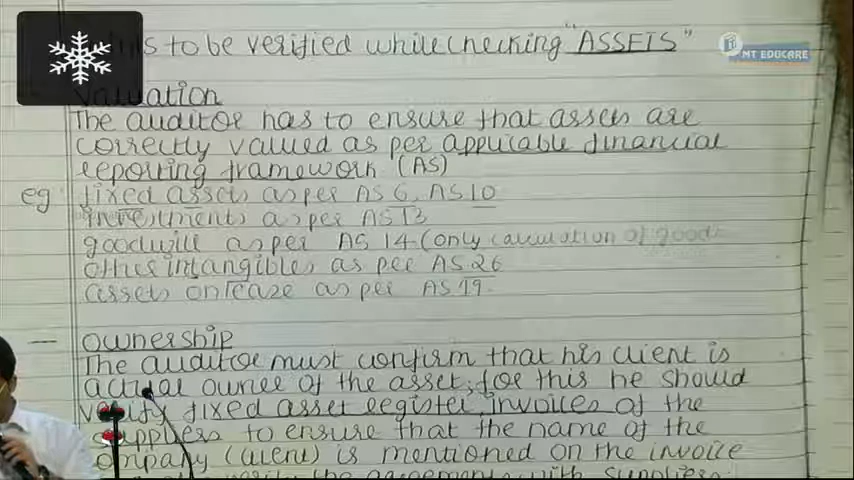 to be verified while checking "ASSETS"
MT EDUCARE
valuation
The auditor has to ensure that assets are
correctly valued as per applicable financial
reporting framework (AS)
eg fixed assets as per AS 6, AS 10
investments as per AS 13
goodwill as per AS 14 (only calculation of good
other intangibles as per AS 26
assets on lease as per AS 19
— ownership
The auditor must confirm that his client is
actual owner of the asset, for this he should
verify fixed asset register, invoices of the
suppliers to ensure that the name of the
company (client) is mentioned on the invoice
the agreements with suppliers